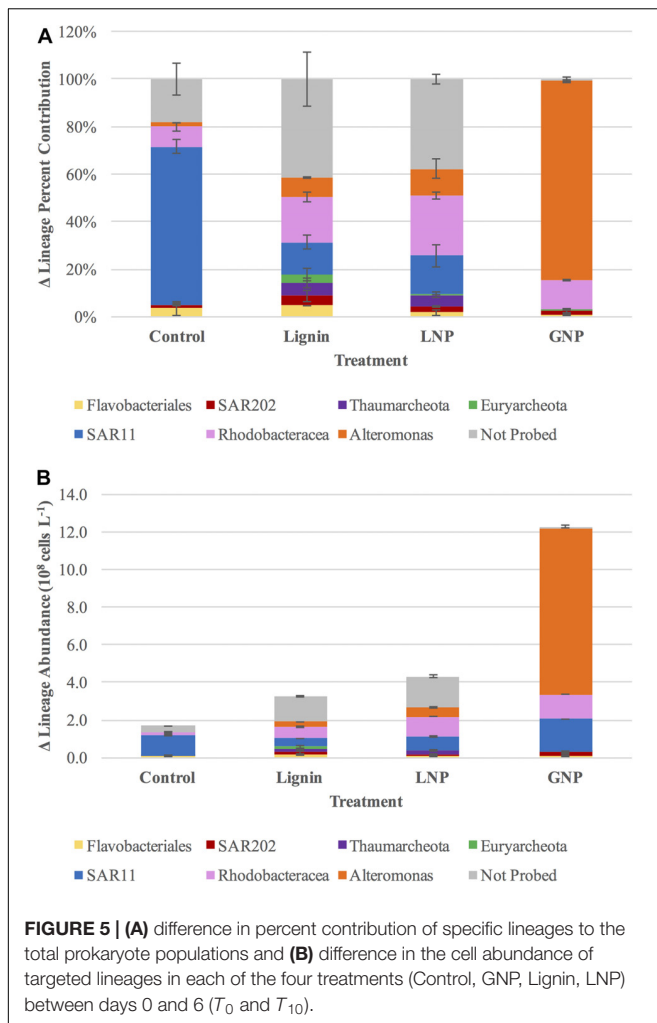 A
120%
100%
80%
60%
40%
20%
0%
Δ Lineage Percent Contribution
Control Lignin LNP GNP
Treatment
Flavobacteriales SAR202 Thaumarcheota Euryarcheota
SAR11 Rhodobacteracea Alteromonas Not Probed
B
14.0
12.0
10.0
8.0
6.0
4.0
2.0
0.0
Δ Lineage Abundance (10⁸ cells L⁻¹)
Control Lignin LNP GNP
Treatment
Flavobacteriales SAR202 Thaumarcheota Euryarcheota
SAR11 Rhodobacteracea Alteromonas Not Probed
FIGURE 5 | (A) difference in percent contribution of specific lineages to the
total prokaryote populations and (B) difference in the cell abundance of
targeted lineages in each of the four treatments (Control, GNP, Lignin, LNP)
between days 0 and 6 (T₀ and T₁₀).